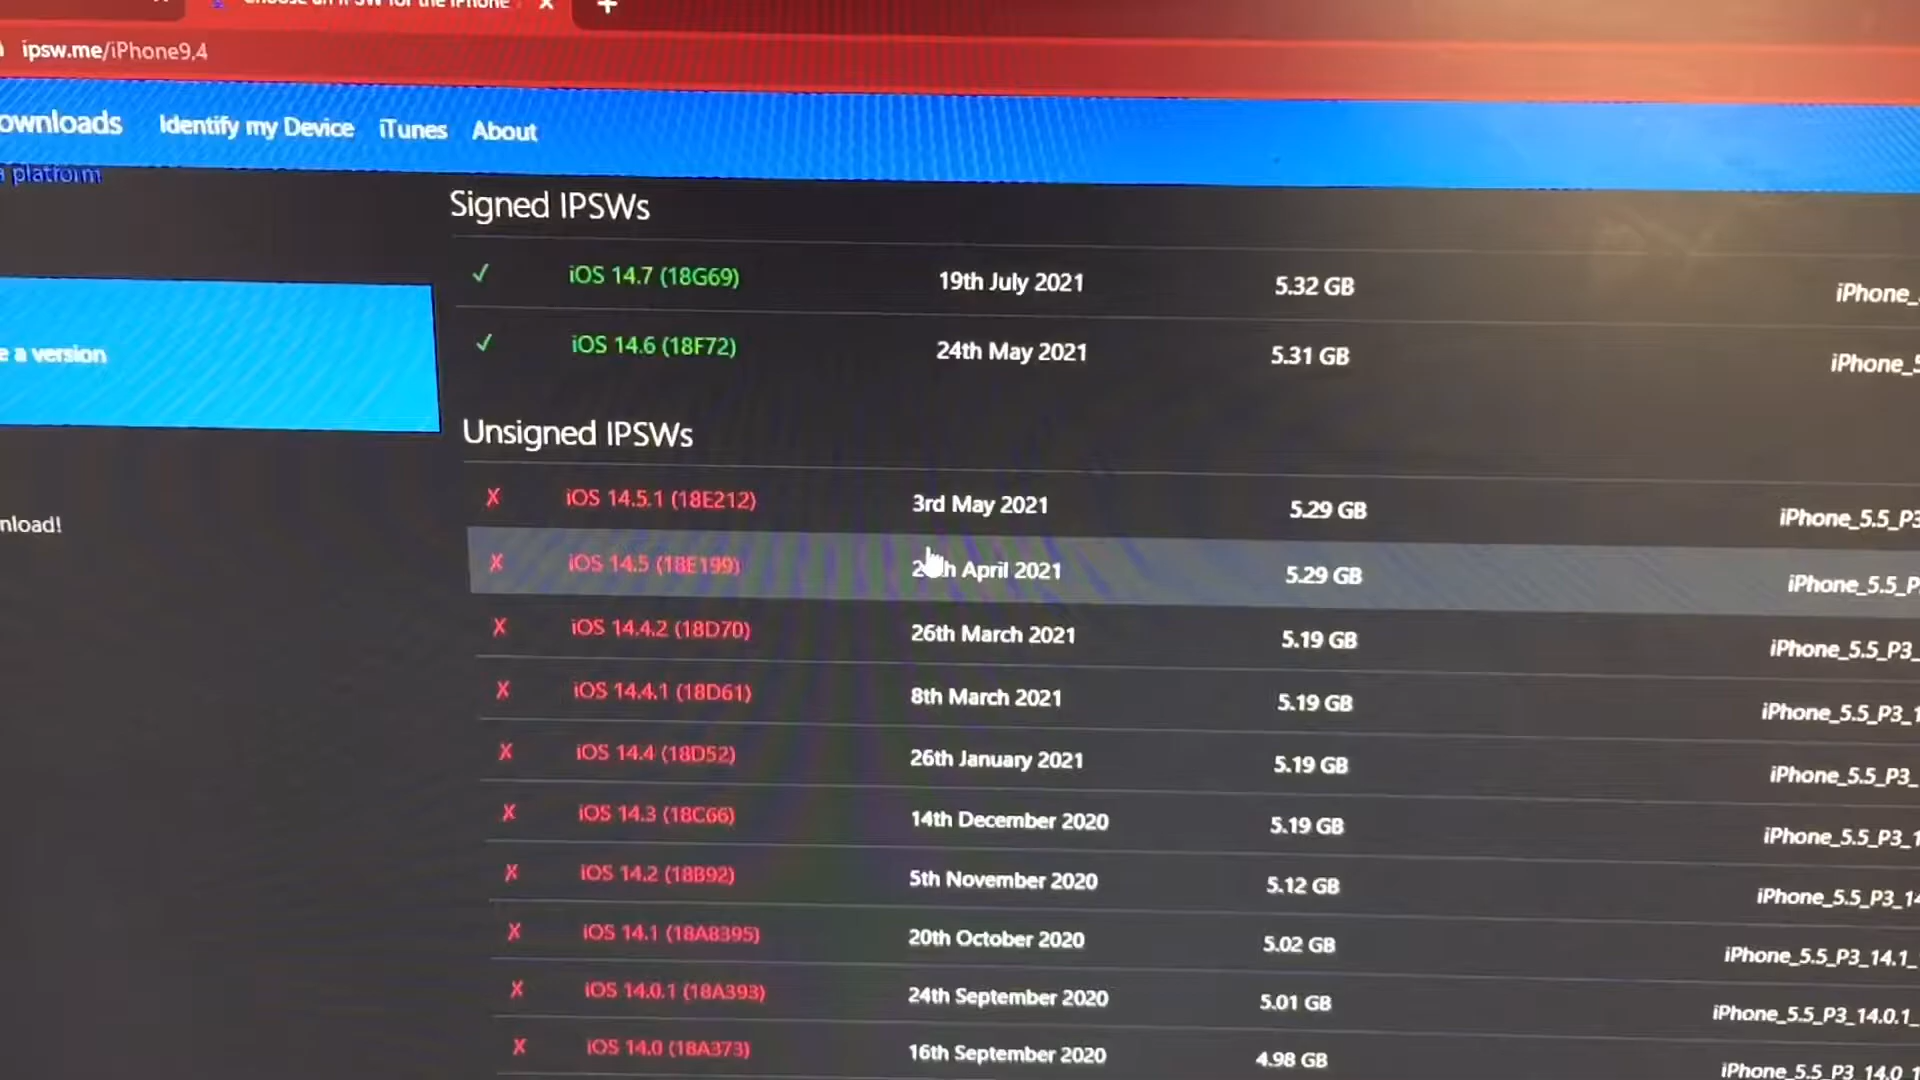 ipsw.me/iPhone9,4
ownloads Identify my Device iTunes About
platform
Signed IPSWs
✓ iOS 14.7 (18G69) 19th July 2021 5.32 GB iPhone_
✓ iOS 14.6 (18F72) 24th May 2021 5.31 GB iPhone_5
e a version
Unsigned IPSWs
X iOS 14.5.1 (18E212) 3rd May 2021 5.29 GB iPhone_5.5_P3
nload!
X iOS 14.5 (18E199) April 2021 5.29 GB iPhone_5.5_P
X iOS 14.4.2 (18D70) 26th March 2021 5.19 GB iPhone_5.5_P3_
X iOS 14.4.1 (18D61) 8th March 2021 5.19 GB iPhone_5.5_P3_1
X iOS 14.4 (18D52) 26th January 2021 5.19 GB iPhone_5.5_P3_
X iOS 14.3 (18C66) 14th December 2020 5.19 GB iPhone_5.5_P3_1
X iOS 14.2 (18B92) 5th November 2020 5.12 GB iPhone_5.5_P3_14
X iOS 14.1 (18A8395) 20th October 2020 5.02 GB iPhone_5.5_P3_14.1_
X iOS 14.0.1 (18A393) 24th September 2020 5.01 GB iPhone_5.5_P3_14.0.1_
X iOS 14.0 (18A373) 16th September 2020 4.98 GB iPhone_5.5_P3_14.0_1